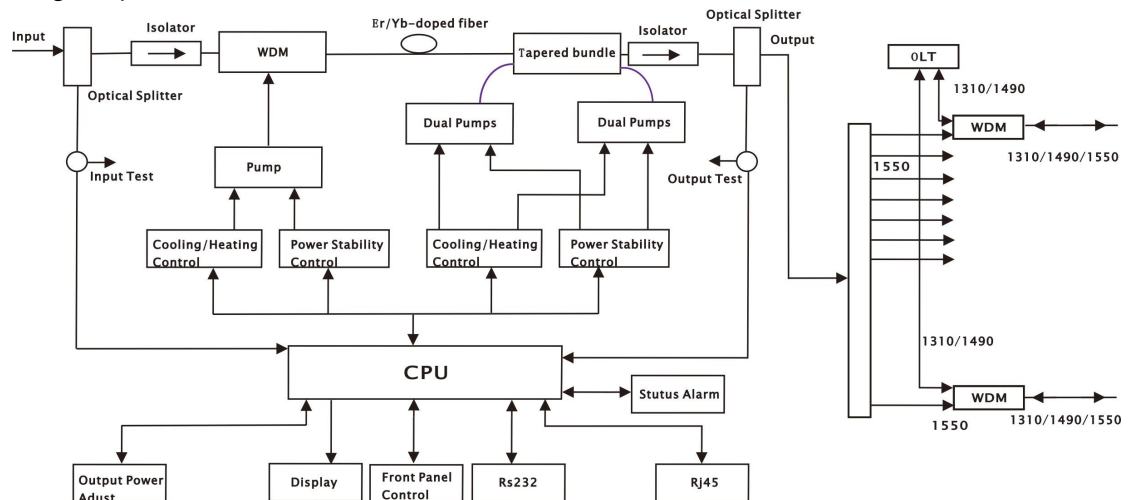 Input
Isolator
Optical Splitter
WDM
Er/Yb-doped fiber
Tapered bundle
Isolator
Optical Splitter
Output
OLT
1310/1490
WDM
1310/1490/1550
1550
Dual Pumps
Dual Pumps
Input Test
Pump
Output Test
Cooling/Heating
Control
Power Stability
Control
Cooling/Heating
Control
Power Stability
Control
1310/1490
CPU
Stutus Alarm
WDM
1550
1310/1490/1550
Output Power
Adust
Display
Front Panel
Control
Rs232
Rj45